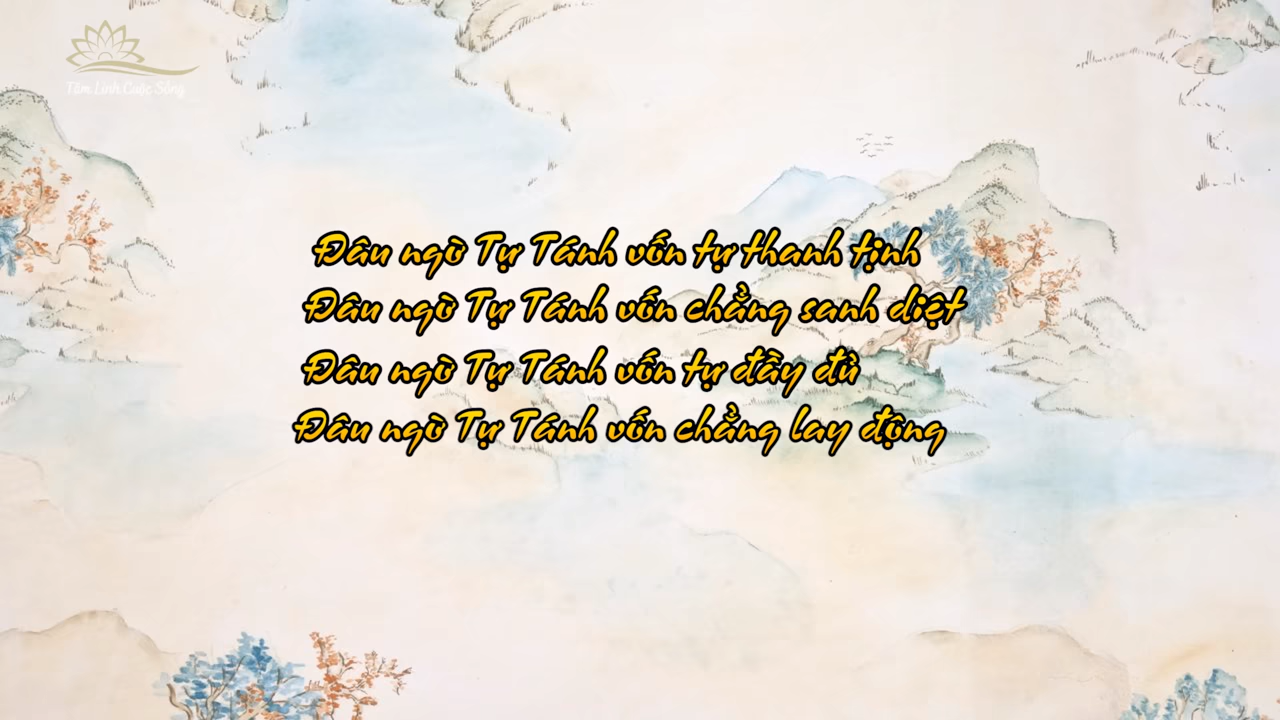 Tâm Linh Cuộc Sống
Đâu ngờ Tự Tánh vốn tự thanh tịnh
Đâu ngờ Tự Tánh vốn chẳng sanh diệt
Đâu ngờ Tự Tánh vốn tự đầy đủ
Đâu ngờ Tự Tánh vốn chẳng lay động